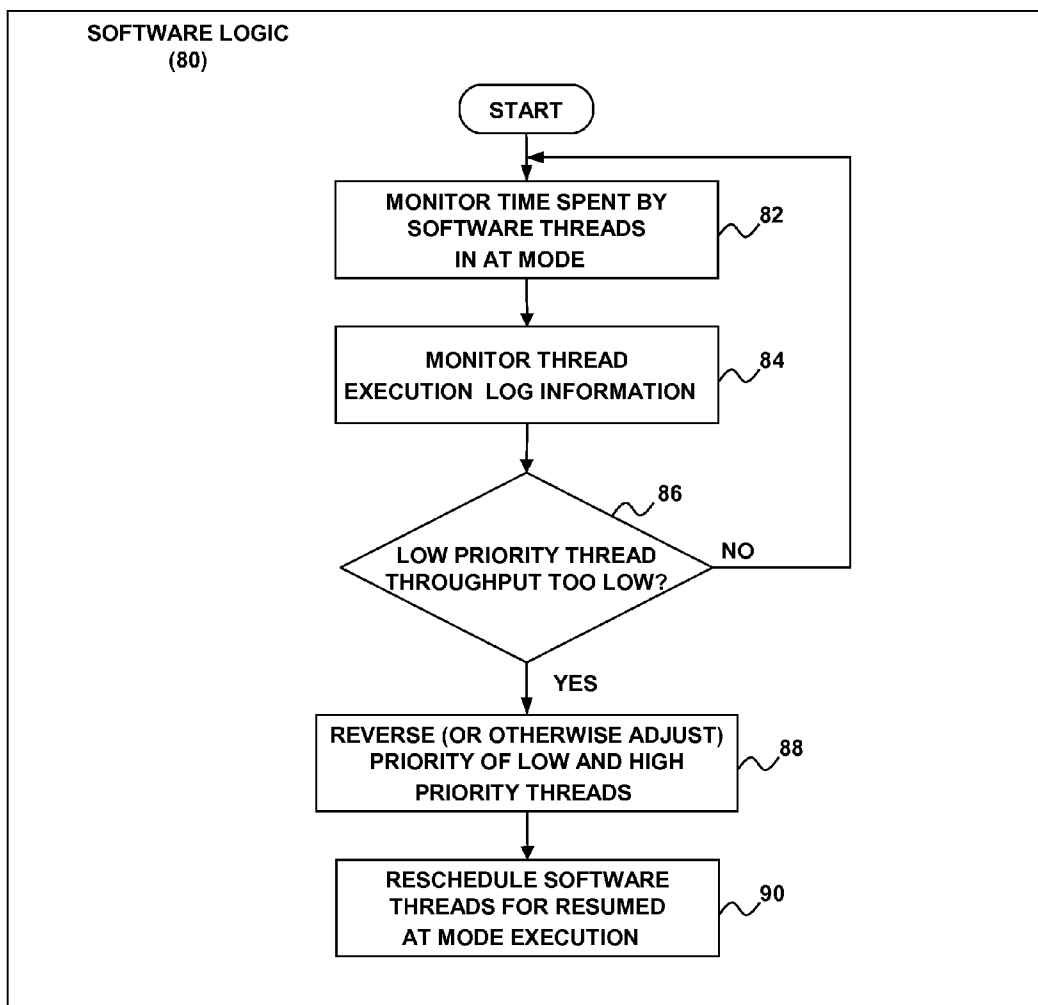 SOFTWARE LOGIC
(80)
START
MONITOR TIME SPENT BY
SOFTWARE THREADS
IN AT MODE
82
MONITOR THREAD
EXECUTION LOG INFORMATION
84
86
LOW PRIORITY THREAD
THROUGHPUT TOO LOW?
NO
YES
REVERSE (OR OTHERWISE ADJUST)
PRIORITY OF LOW AND HIGH
PRIORITY THREADS
88
RESCHEDULE SOFTWARE
THREADS FOR RESUMED
AT MODE EXECUTION
90